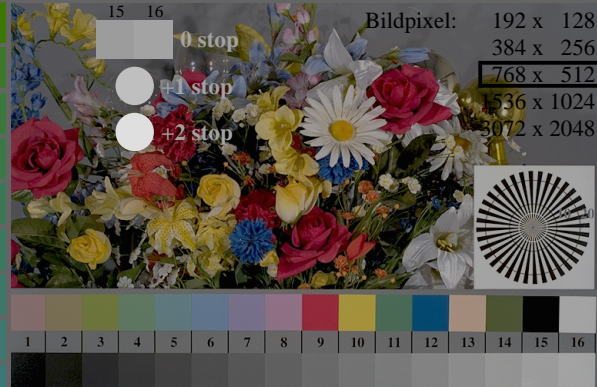 15 16
0 stop
+1 stop
+2 stop
Bildpixel: 192 x 128
384 x 256
768 x 512
1536 x 1024
3072 x 2048
1 2 3 4 5 6 7 8 9 10 11 12 13 14 15 16